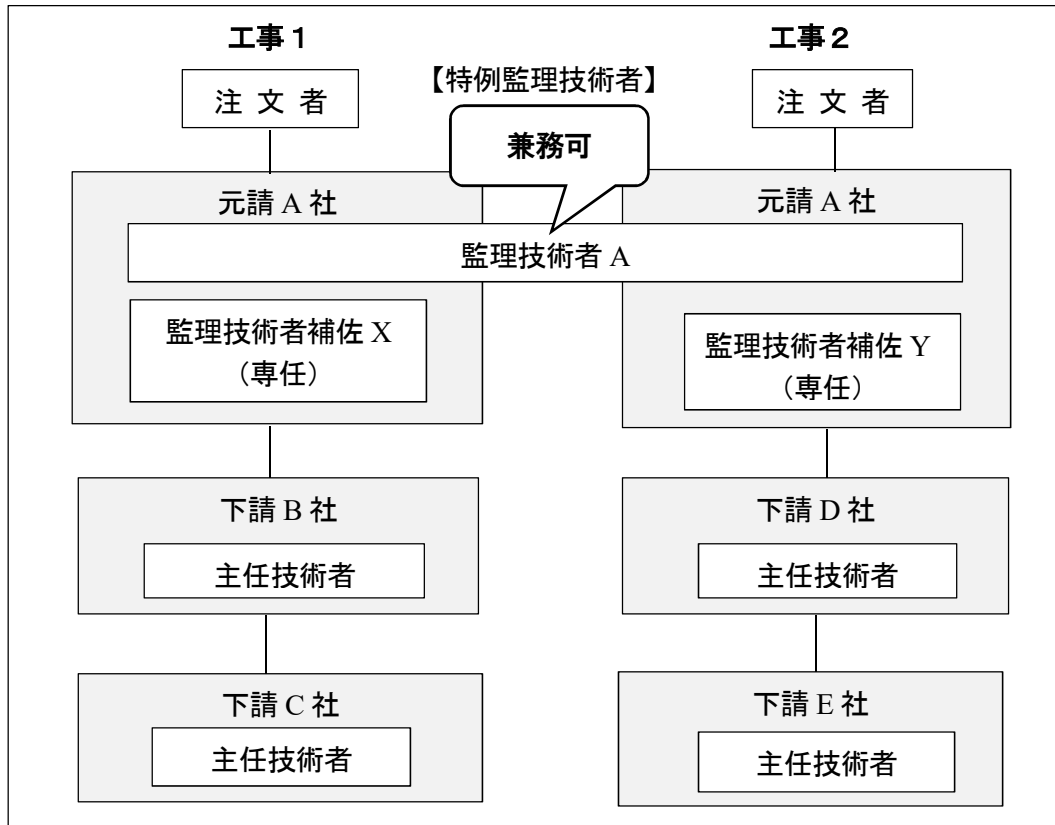 工事１
注 文 者
元請 A 社
監理技術者補佐 X
（専任）
下請 B 社
主任技術者
下請 C 社
主任技術者
【特例監理技術者】
兼務可
監理技術者 A
工事２
注 文 者
元請 A 社
監理技術者補佐 Y
（専任）
下請 D 社
主任技術者
下請 E 社
主任技術者